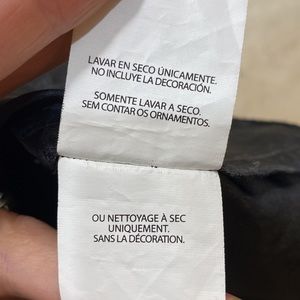 LAVAR EN SECO ÚNICAMENTE.
NO INCLUYE LA DECORACIÓN.
SOMENTE LAVAR A SECO.
SEM CONTAR OS ORNAMENTOS.
OU NETTOYAGE À SEC
UNIQUEMENT.
SANS LA DÉCORATION.